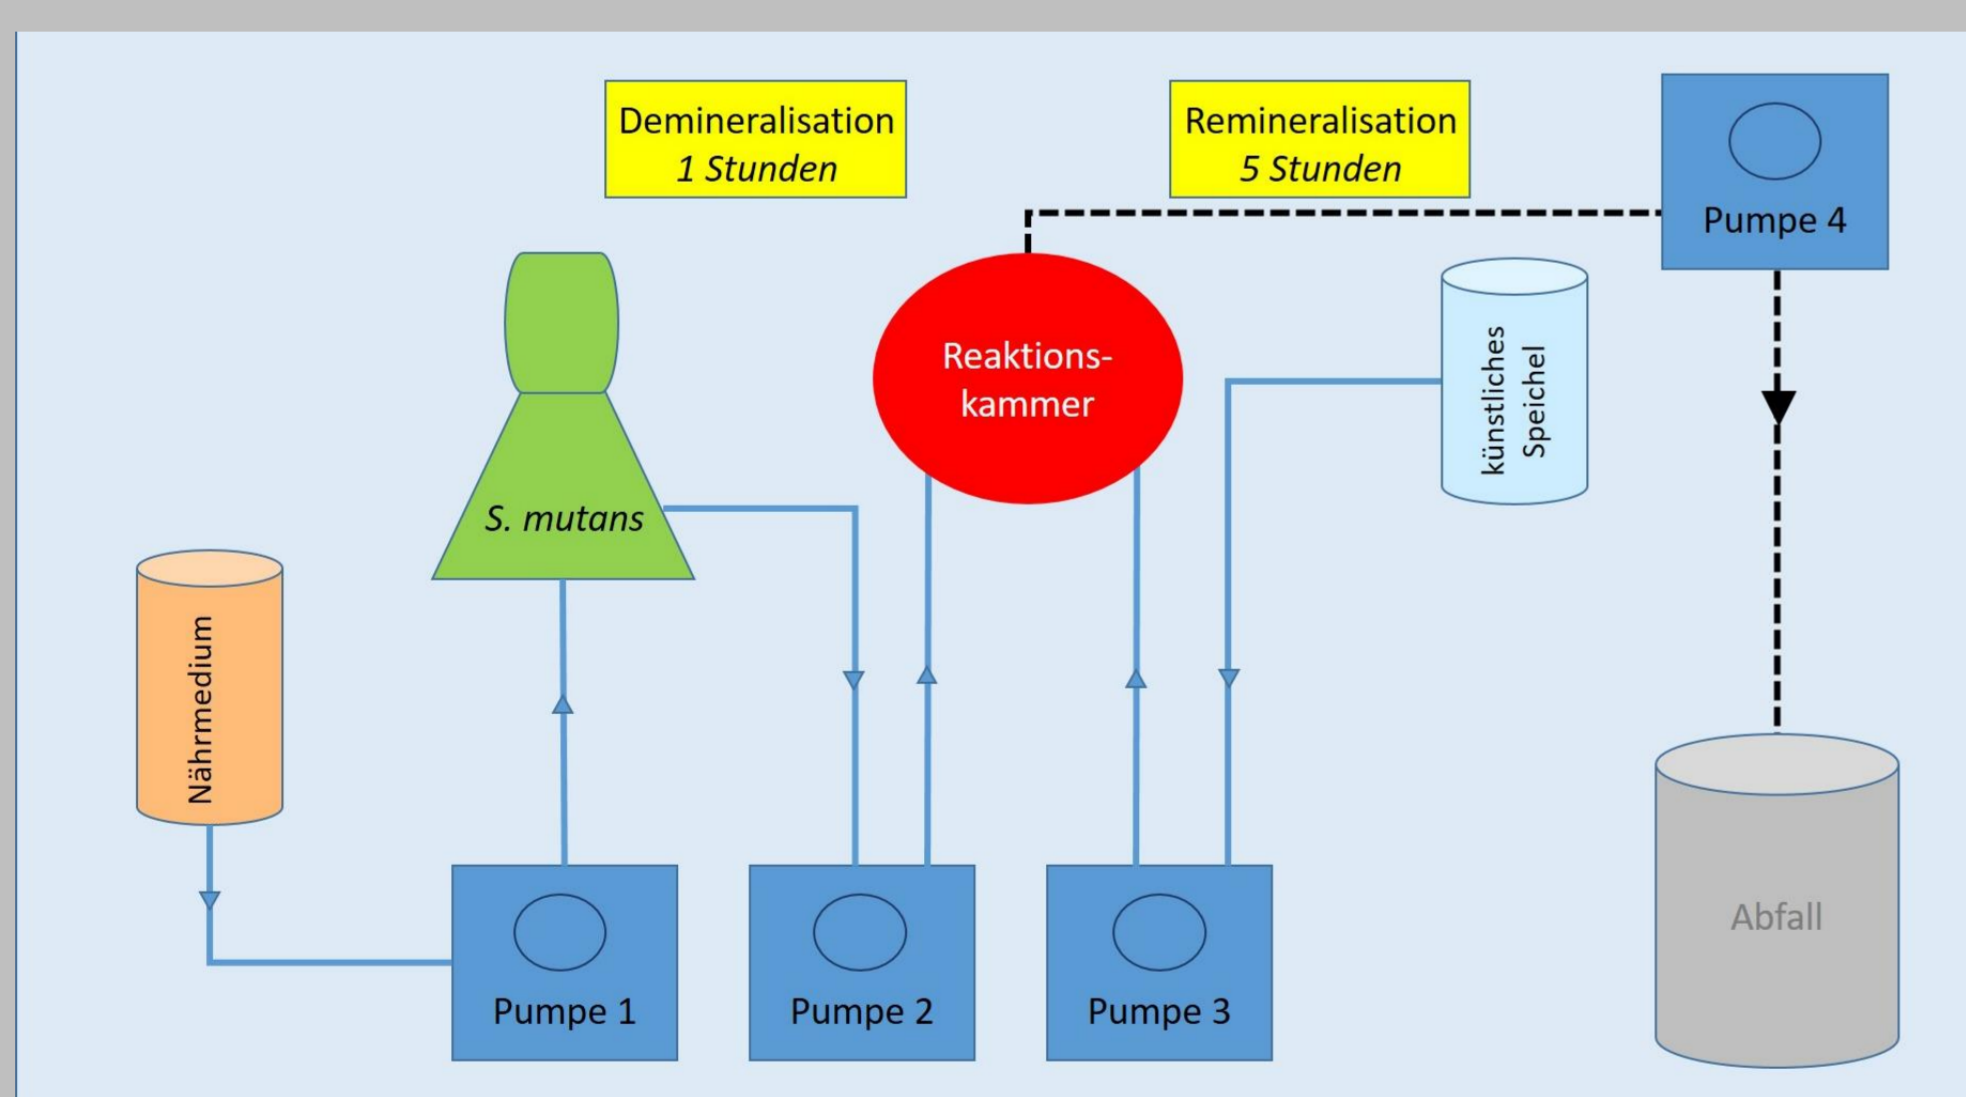 Demineralisation
1 Stunden
Remineralisation
5 Stunden
Pumpe 4
Reaktions-
kammer
künstliches
Speichel
S. mutans
Nährmedium
Abfall
Pumpe 1
Pumpe 2
Pumpe 3